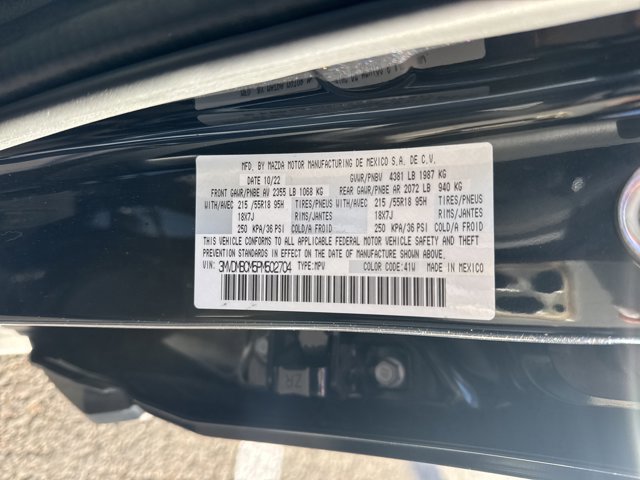 MFD. BY MAZDA MOTOR MANUFACTURING DE MEXICO S.A. DE C.V.
DATE 10/22 GVWR/PNBV 4381 LB 1987 KG
FRONT GAWR/PNBE AV 2355 LB 1068 KG REAR GAWR/PNBE AR 2072 LB 940 KG
WITH/AVEC 215 /55R18 95H TIRES/PNEUS WITH/AVEC 215 /55R18 95H TIRES/PNEUS
18X7J RIMS/JANTES 18X7J RIMS/JANTES
250 KPA/36 PSI COLD/A FROID 250 KPA/36 PSI COLD/A FROID
THIS VEHICLE CONFORMS TO ALL APPLICABLE FEDERAL MOTOR VEHICLE SAFETY AND THEFT
PREVENTION STANDARDS IN EFFECT ON THE DATE OF MANUFACTURE SHOWN ABOVE.
VIN: 3MVDMBCM5PM502704 TYPE: MPV COLOR CODE: 41W MADE IN MEXICO
ZR